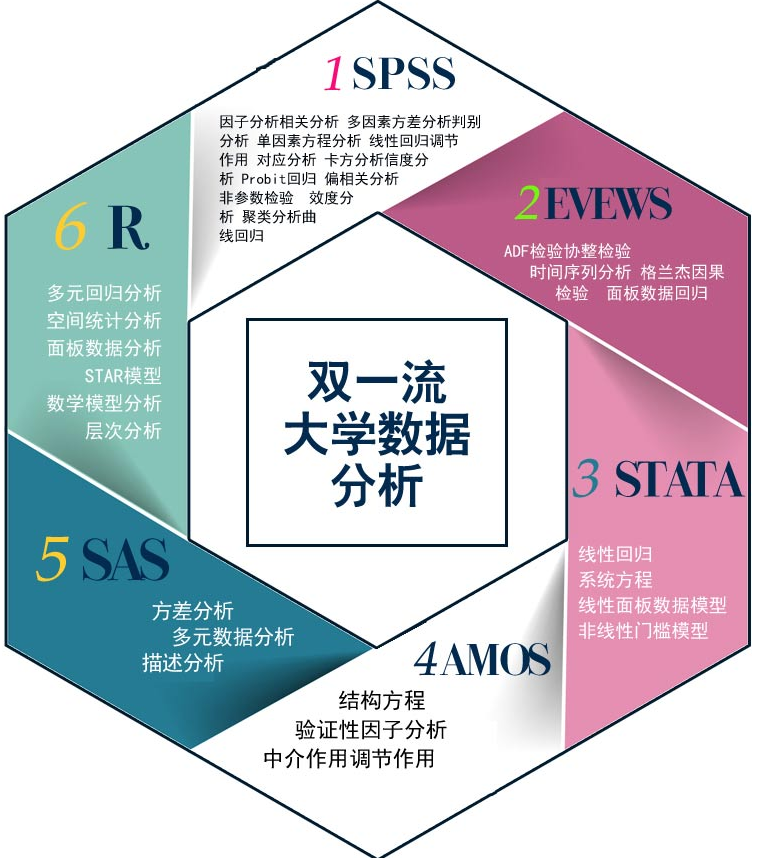 1 SPSS
因子分析相关分析 多因素方差分析判别
分析 单因素方程分析 线性回归调节
作用 对应分析 卡方分析信度分
析 Probit回归 偏相关分析
非参数检验 效度分
析 聚类分析曲
线回归
2 EVEWS
ADF检验协整检验
时间序列分析 格兰杰因果
检验 面板数据回归
3 STATA
线性回归
系统方程
线性面板数据模型
非线性门槛模型
4 AMOS
结构方程
验证性因子分析
中介作用调节作用
5 SAS
方差分析
多元数据分析
描述分析
6 R
多元回归分析
空间统计分析
面板数据分析
STAR模型
数学模型分析
层次分析
双一流
大学数据
分析